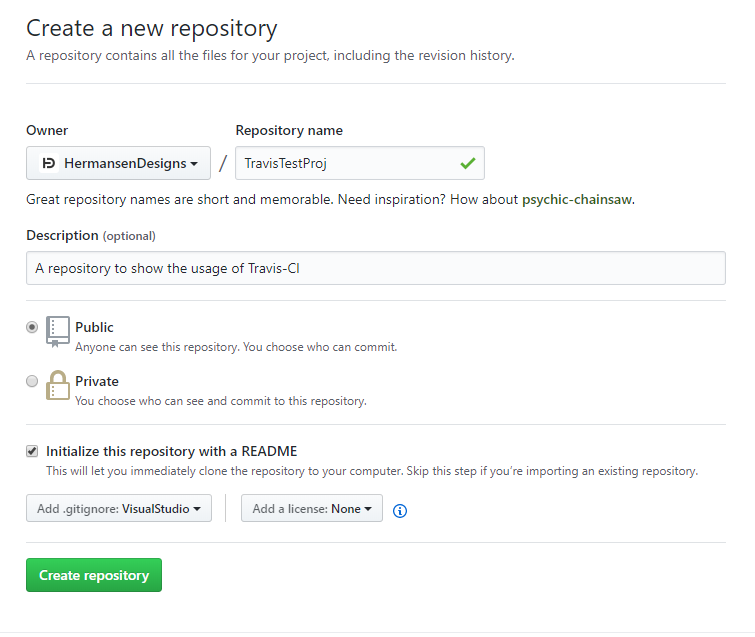 Create a new repository
A repository contains all the files for your project, including the revision history.
Owner Repository name
HermansenDesigns / TravisTestProj
Great repository names are short and memorable. Need inspiration? How about psychic-chainsaw.
Description (optional)
A repository to show the usage of Travis-CI
Public
Anyone can see this repository. You choose who can commit.
Private
You choose who can see and commit to this repository.
Initialize this repository with a README
This will let you immediately clone the repository to your computer. Skip this step if you're importing an existing repository.
Add .gitignore: VisualStudio Add a license: None
Create repository